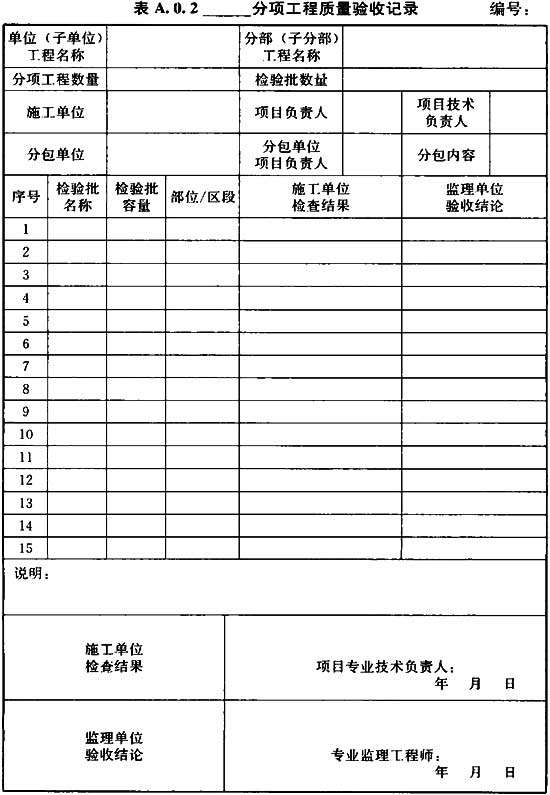 表 A.0.2 ______分项工程质量验收记录 编号：
单位（子单位）
工程名称
分部（子分部）
工程名称
分项工程数量
检验批数量
施工单位
项目负责人
项目技术
负责人
分包单位
分包单位
项目负责人
分包内容
序号
检验批
名称
检验批
容量
部位/区段
施工单位
检查结果
监理单位
验收结论
1
2
3
4
5
6
7
8
9
10
11
12
13
14
15
说明：
施工单位
检查结果
项目专业技术负责人：
年 月 日
监理单位
验收结论
专业监理工程师：
年 月 日